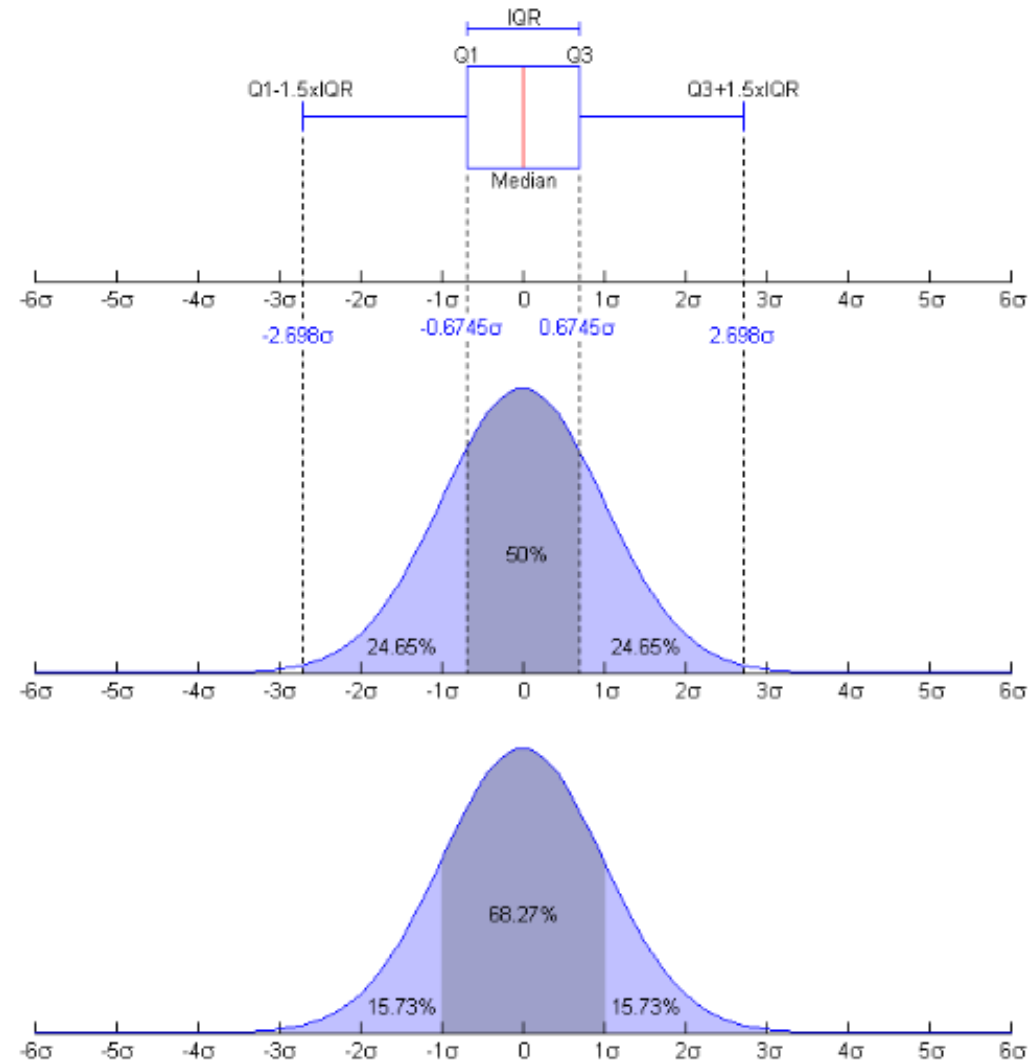 IQR
Q1 Q3
Q1-1.5xIQR Q3+1.5xIQR
Median
-6σ -5σ -4σ -3σ -2σ -1σ 0 1σ 2σ 3σ 4σ 5σ 6σ
-2.698σ -0.6745σ 0.6745σ 2.698σ
50%
24.65% 24.65%
-6σ -5σ -4σ -3σ -2σ -1σ 0 1σ 2σ 3σ 4σ 5σ 6σ
68.27%
15.73% 15.73%
-6σ -5σ -4σ -3σ -2σ -1σ 0 1σ 2σ 3σ 4σ 5σ 6σ